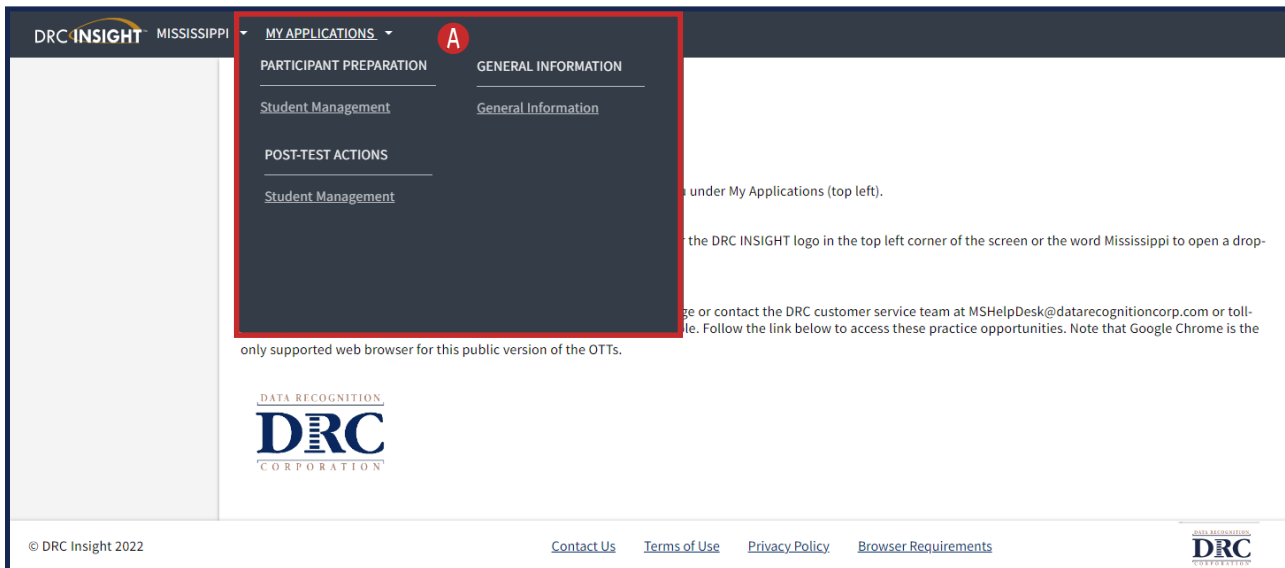 DRC INSIGHT MISSISSIPPI MY APPLICATIONS A
PARTICIPANT PREPARATION GENERAL INFORMATION
Student Management General Information
POST-TEST ACTIONS
Student Management
under My Applications (top left).
the DRC INSIGHT logo in the top left corner of the screen or the word Mississippi to open a drop-
or contact the DRC customer service team at MSHelpDesk@datarecognitioncorp.com or toll-
Follow the link below to access these practice opportunities. Note that Google Chrome is the
only supported web browser for this public version of the OTTs.
DATA RECOGNITION
DRC
CORPORATION
© DRC Insight 2022 Contact Us Terms of Use Privacy Policy Browser Requirements
DATA RECOGNITION
DRC
CORPORATION